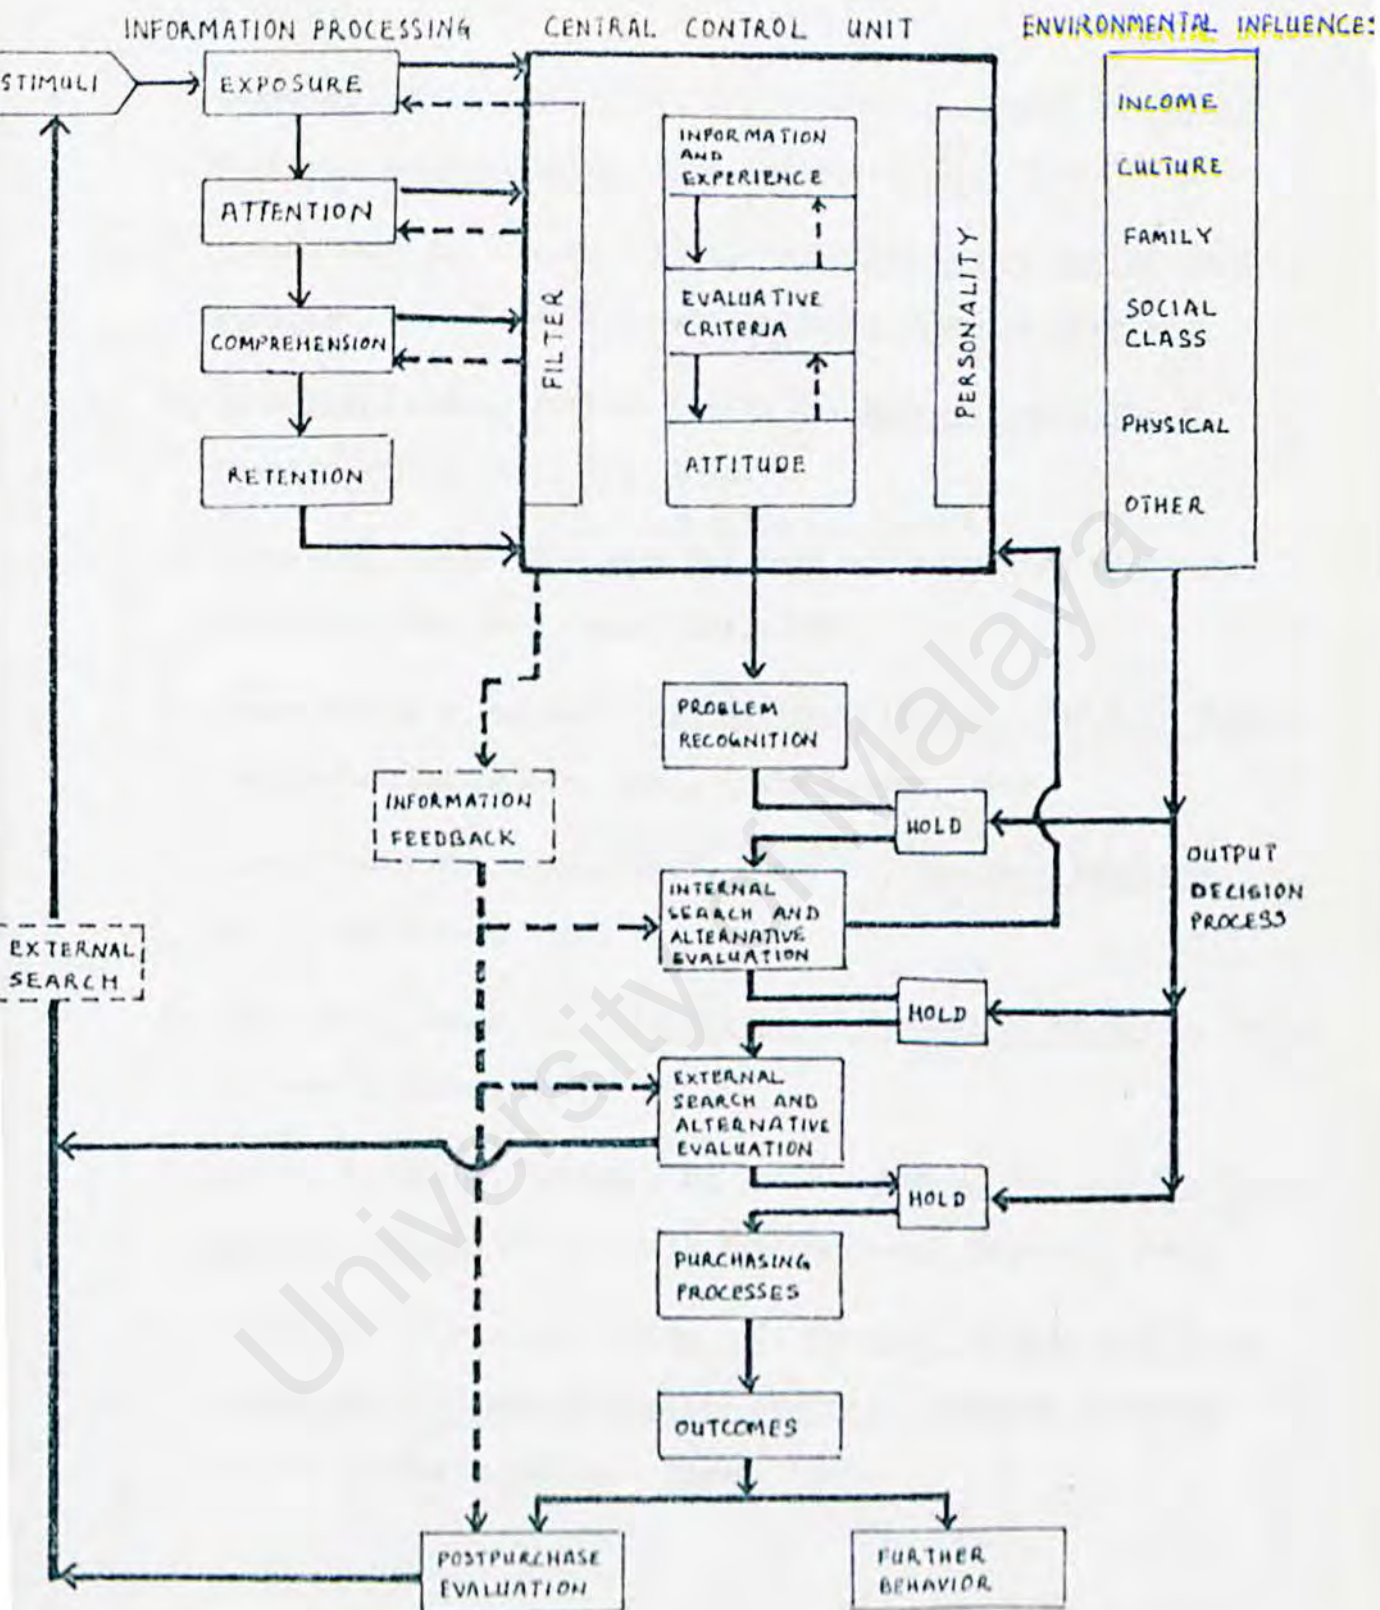 INFORMATION PROCESSING
CENTRAL CONTROL UNIT
ENVIRONMENTAL INFLUENCE:
STIMULI
EXPOSURE
ATTENTION
COMPREHENSION
RETENTION
FILTER
INFORMATION
AND
EXPERIENCE
EVALUATIVE
CRITERIA
ATTITUDE
PERSONALITY
INCOME
CULTURE
FAMILY
SOCIAL
CLASS
PHYSICAL
OTHER
PROBLEM
RECOGNITION
INFORMATION
FEEDBACK
HOLD
OUTPUT
DECISION
PROCESS
INTERNAL
SEARCH AND
ALTERNATIVE
EVALUATION
EXTERNAL
SEARCH
HOLD
EXTERNAL
SEARCH AND
ALTERNATIVE
EVALUATION
HOLD
PURCHASING
PROCESSES
OUTCOMES
POSTPURCHASE
EVALUATION
FURTHER
BEHAVIOR
University of Malaya